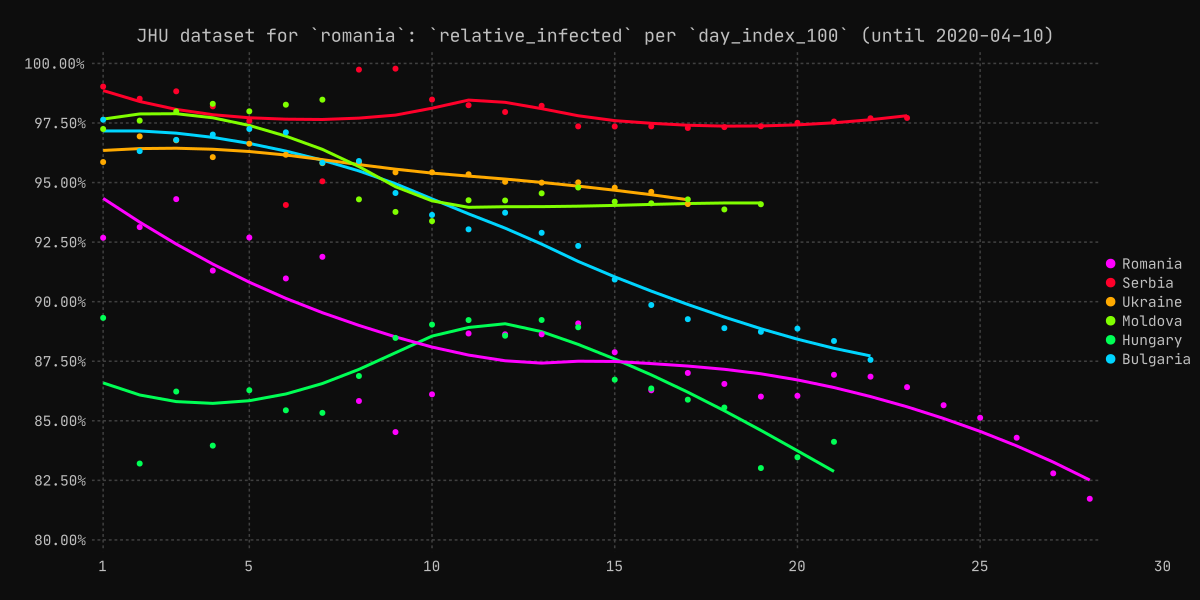 JHU dataset for `romania`: `relative_infected` per `day_index_100` (until 2020-04-10)
100.00%
97.50%
95.00%
92.50%
90.00%
87.50%
85.00%
82.50%
80.00%
1 5 10 15 20 25 30
Romania
Serbia
Ukraine
Moldova
Hungary
Bulgaria